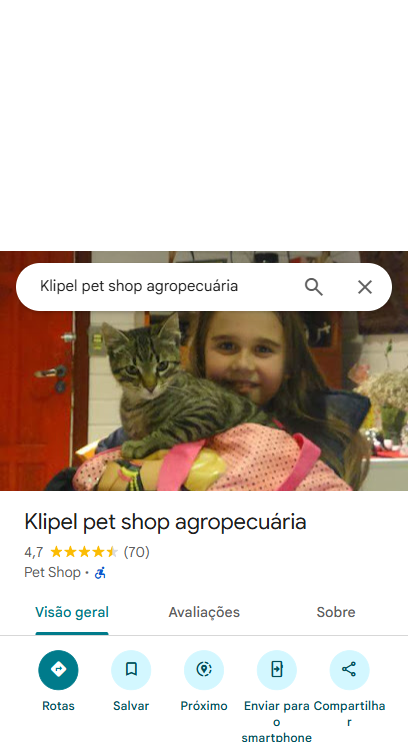 Klipel pet shop agropecuária
Klipel pet shop agropecuária
4,7 (70)
Pet Shop ·
Visão geral Avaliações Sobre
Rotas Salvar Próximo Enviar para o smartphone Compartilhar